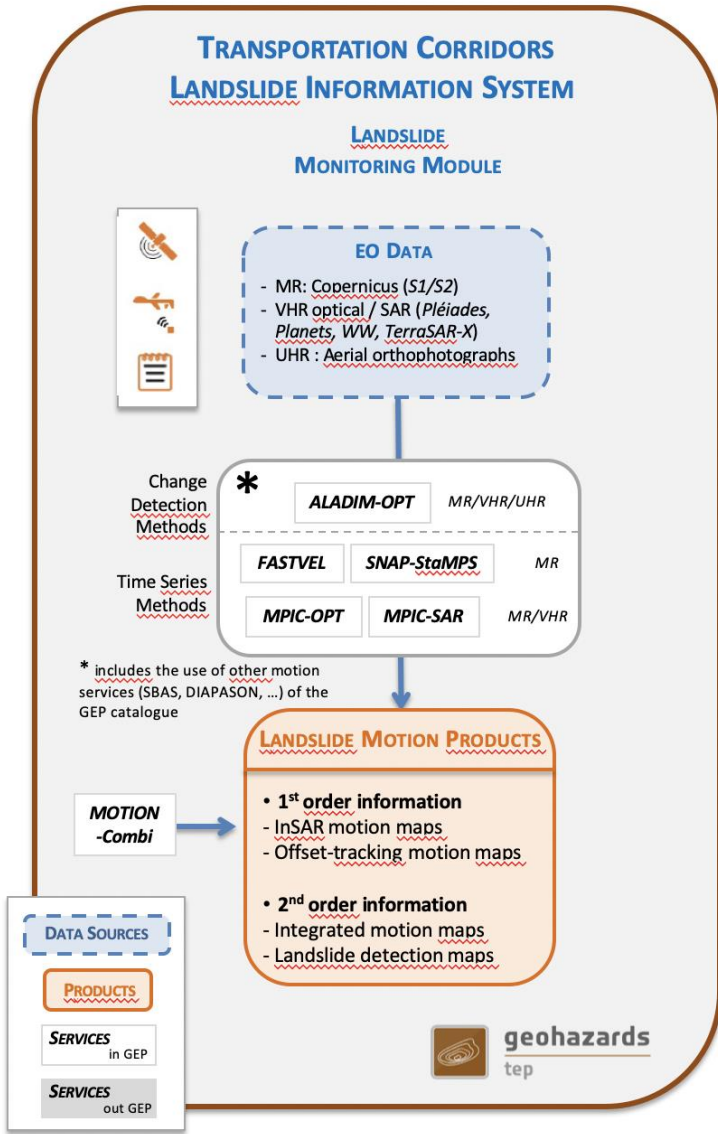 TRANSPORTATION CORRIDORS
LANDSLIDE INFORMATION SYSTEM
LANDSLIDE
MONITORING MODULE
EO DATA
- MR: Copernicus (S1/S2)
- VHR optical / SAR (Pléiades,
Planets, WW, TerraSAR-X)
- UHR : Aerial orthophotographs
Change
Detection
Methods
*
ALADIM-OPT
MR/VHR/UHR
Time Series
Methods
FASTVEL
SNAP-StaMPS
MR
MPIC-OPT
MPIC-SAR
MR/VHR
* includes the use of other motion
services (SBAS, DIAPASON, ...) of the
GEP catalogue
LANDSLIDE MOTION PRODUCTS
• 1st order information
- InSAR motion maps
- Offset-tracking motion maps
• 2nd order information
- Integrated motion maps
- Landslide detection maps
MOTION
-Combi
DATA SOURCES
PRODUCTS
SERVICES
in GEP
SERVICES
out GEP
geohazards
tep